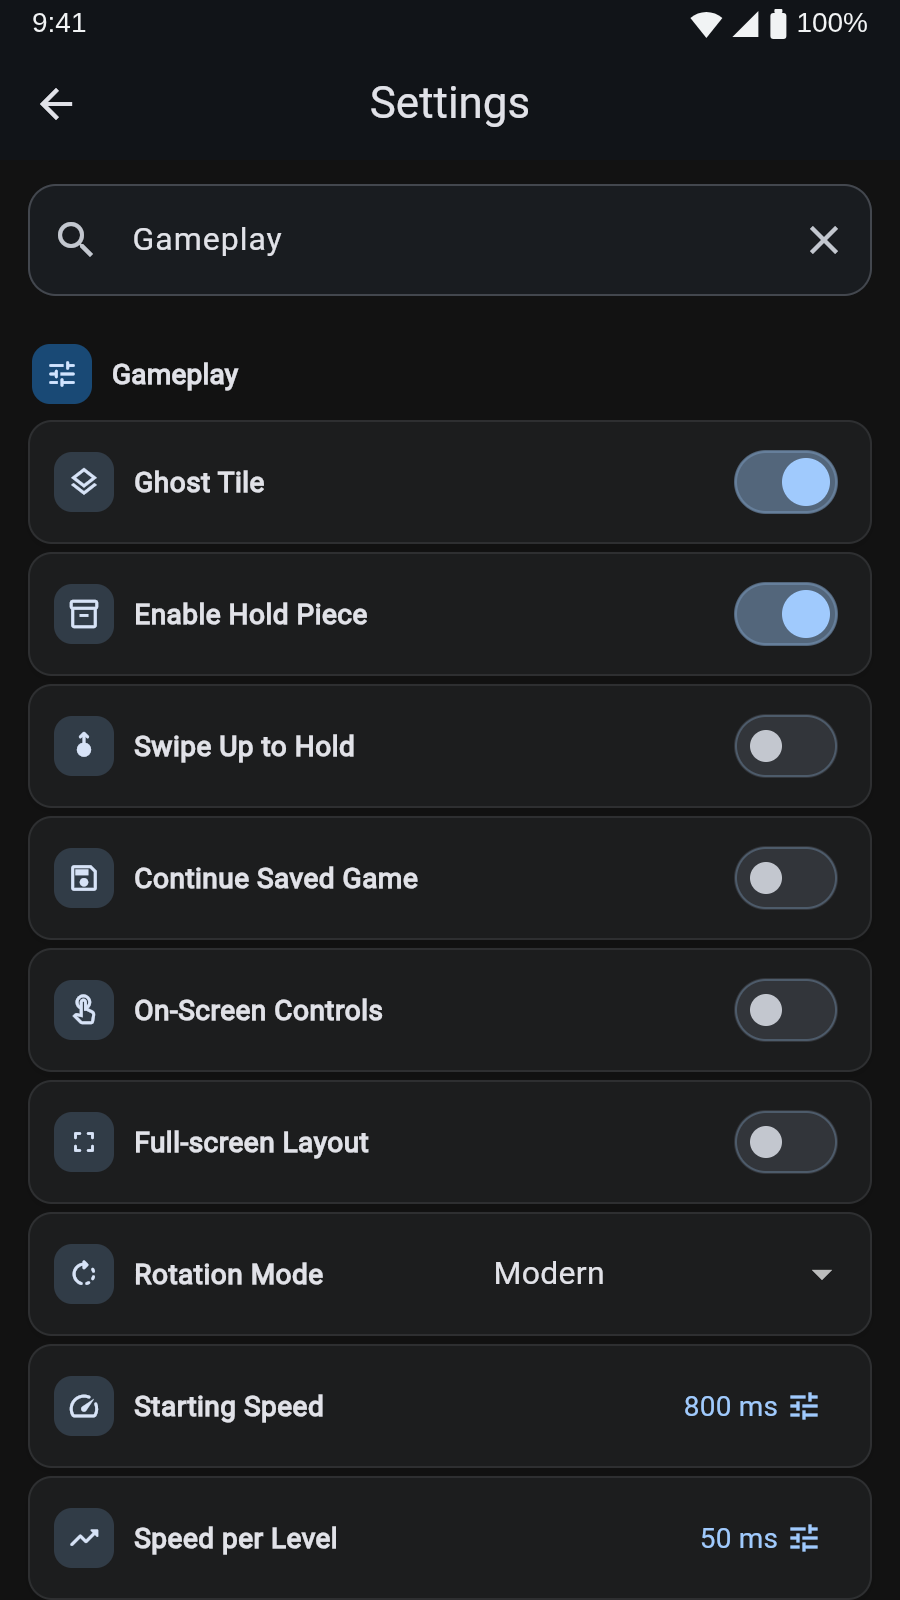 9:41
100%
Settings
Gameplay
Gameplay
Ghost Tile
Enable Hold Piece
Swipe Up to Hold
Continue Saved Game
On-Screen Controls
Full-screen Layout
Rotation Mode
Modern
Starting Speed
800 ms
Speed per Level
50 ms